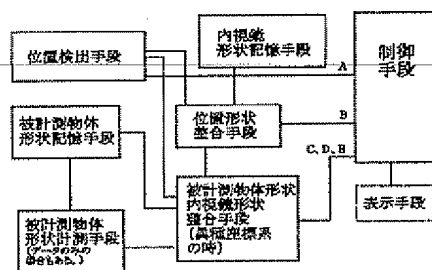 位置検出手段
内視鏡
形状記憶手段
制御
手段
A
被計測物体
形状記憶手段
位置形状
整合手段
B
C、D、E
被計測物体形状
内視鏡形状
整合手段
(異種座標系
の時)
表示手段
被計測物体
形状計測手段
(データのみの
場合もある。)